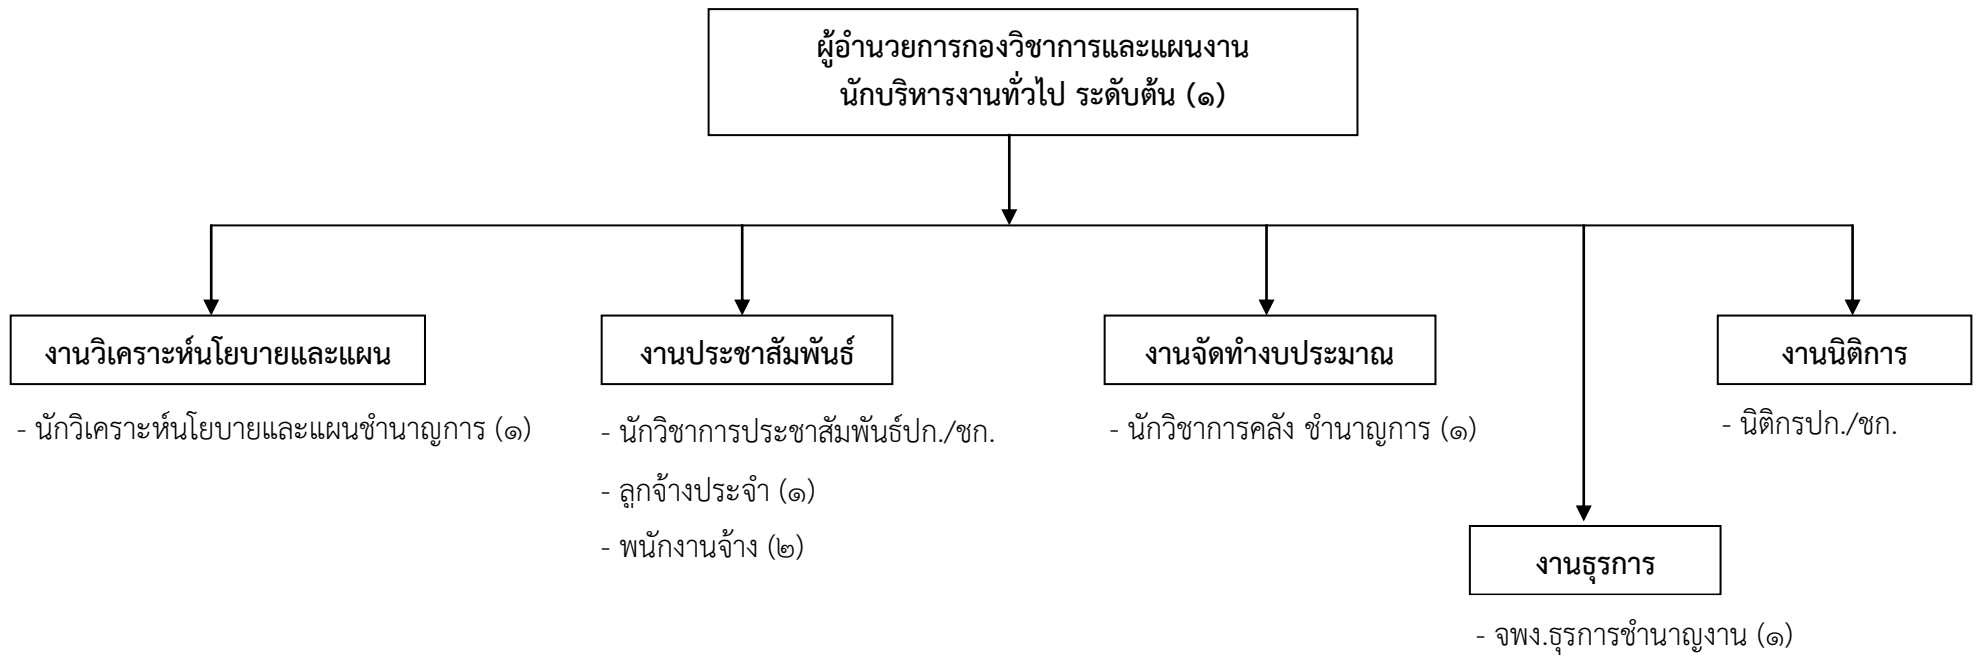 ผู้อำนวยการกองวิชาการและแผนงาน
นักบริหารงานทั่วไป ระดับต้น (๑)
งานวิเคราะห์นโยบายและแผน
- นักวิเคราะห์นโยบายและแผนชำนาญการ (๑)
งานประชาสัมพันธ์
- นักวิชาการประชาสัมพันธ์ปก./ชก.
- ลูกจ้างประจำ (๑)
- พนักงานจ้าง (๒)
งานจัดทำงบประมาณ
- นักวิชาการคลัง ชำนาญการ (๑)
งานธุรการ
- จพง.ธุรการชำนาญงาน (๑)
งานนิติการ
- นิติกรปก./ชก.